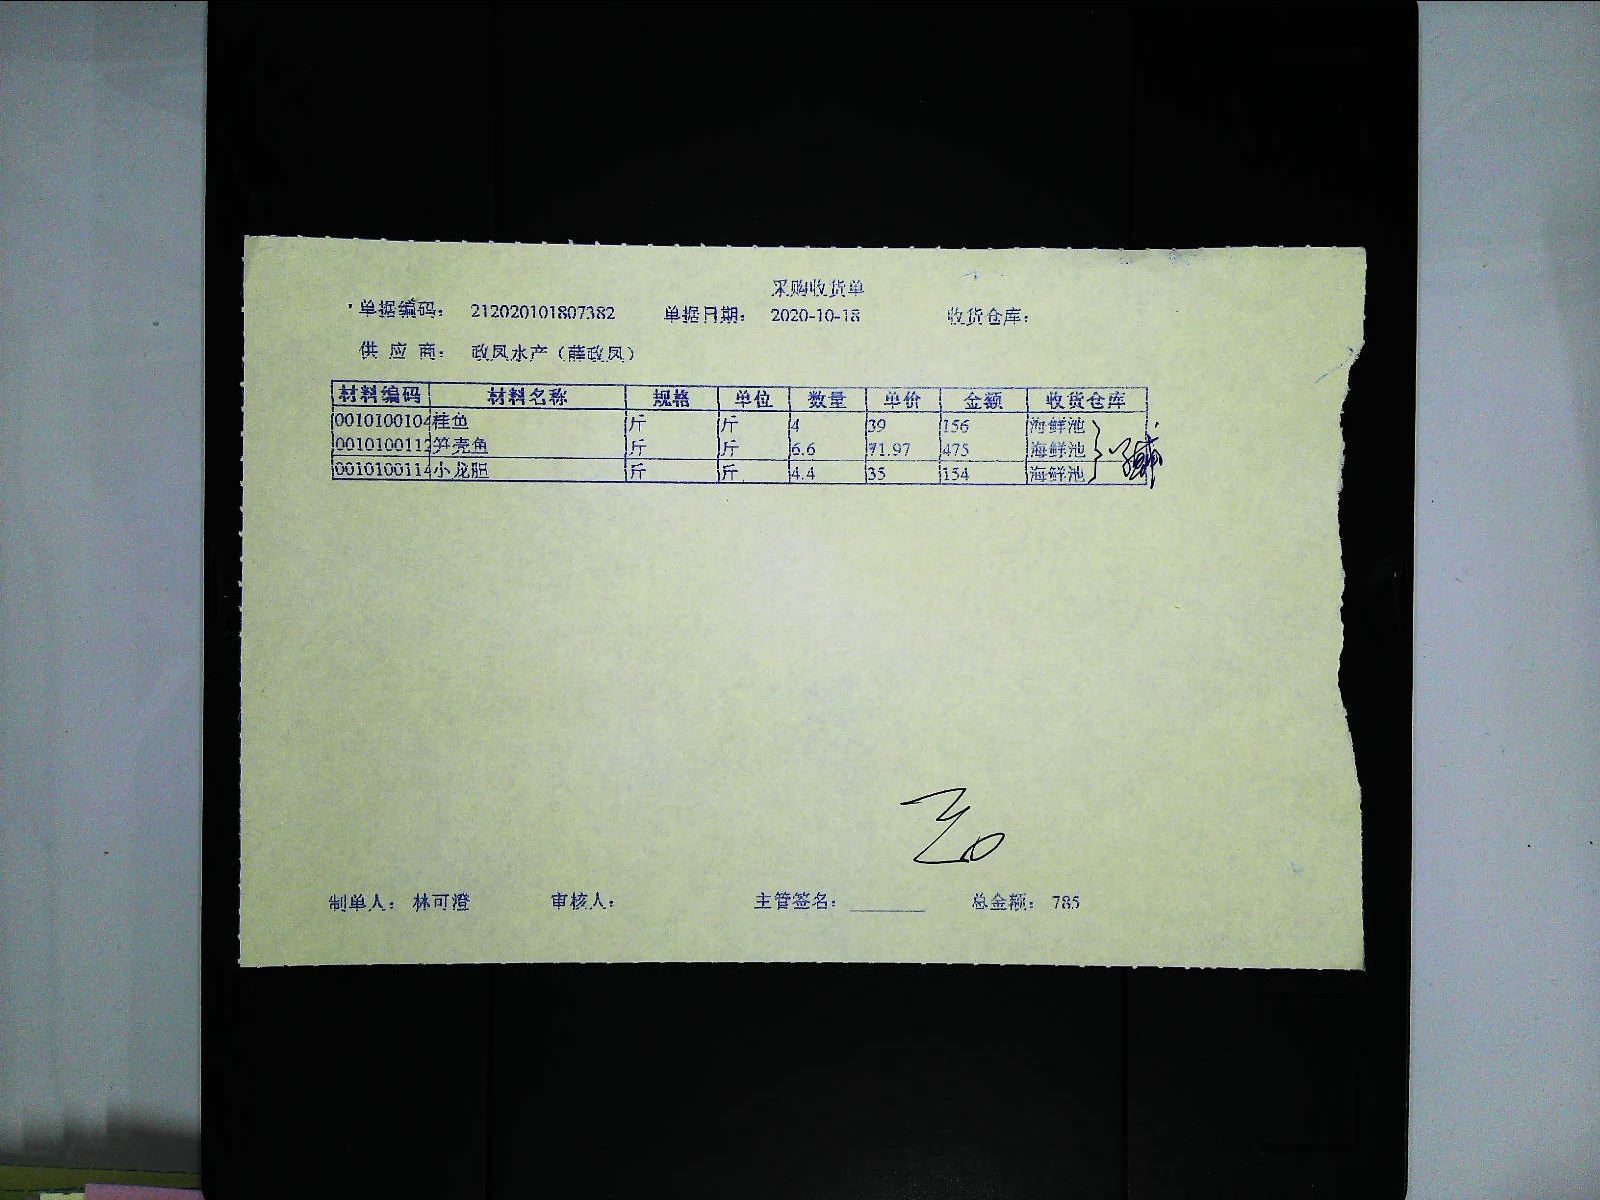 采购收货单
单据编码: 212020101807382 单据日期: 2020-10-18 收货仓库:
供 应 商: 政凤水产(薛政凤)
材料编码 材料名称 规格 单位 数量 单价 金额 收货仓库
0010100104 桂鱼 斤 斤 4 39 156 海鲜池
0010100112 笋壳鱼 斤 斤 6.6 71.97 475 海鲜池
0010100114 小龙胆 斤 斤 4.4 35 154 海鲜池
制单人: 林可澄 审核人: 主管签名: 总金额: 785